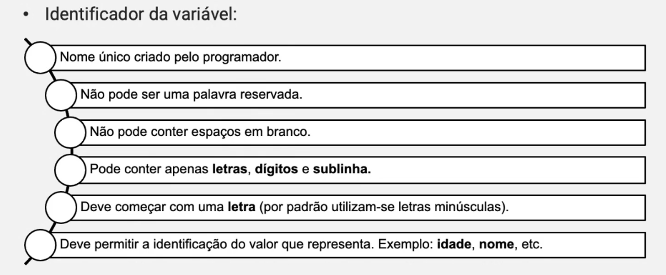 • Identificador da variável:
Nome único criado pelo programador.
Não pode ser uma palavra reservada.
Não pode conter espaços em branco.
Pode conter apenas letras, dígitos e sublinha.
Deve começar com uma letra (por padrão utilizam-se letras minúsculas).
Deve permitir a identificação do valor que representa. Exemplo: idade, nome, etc.